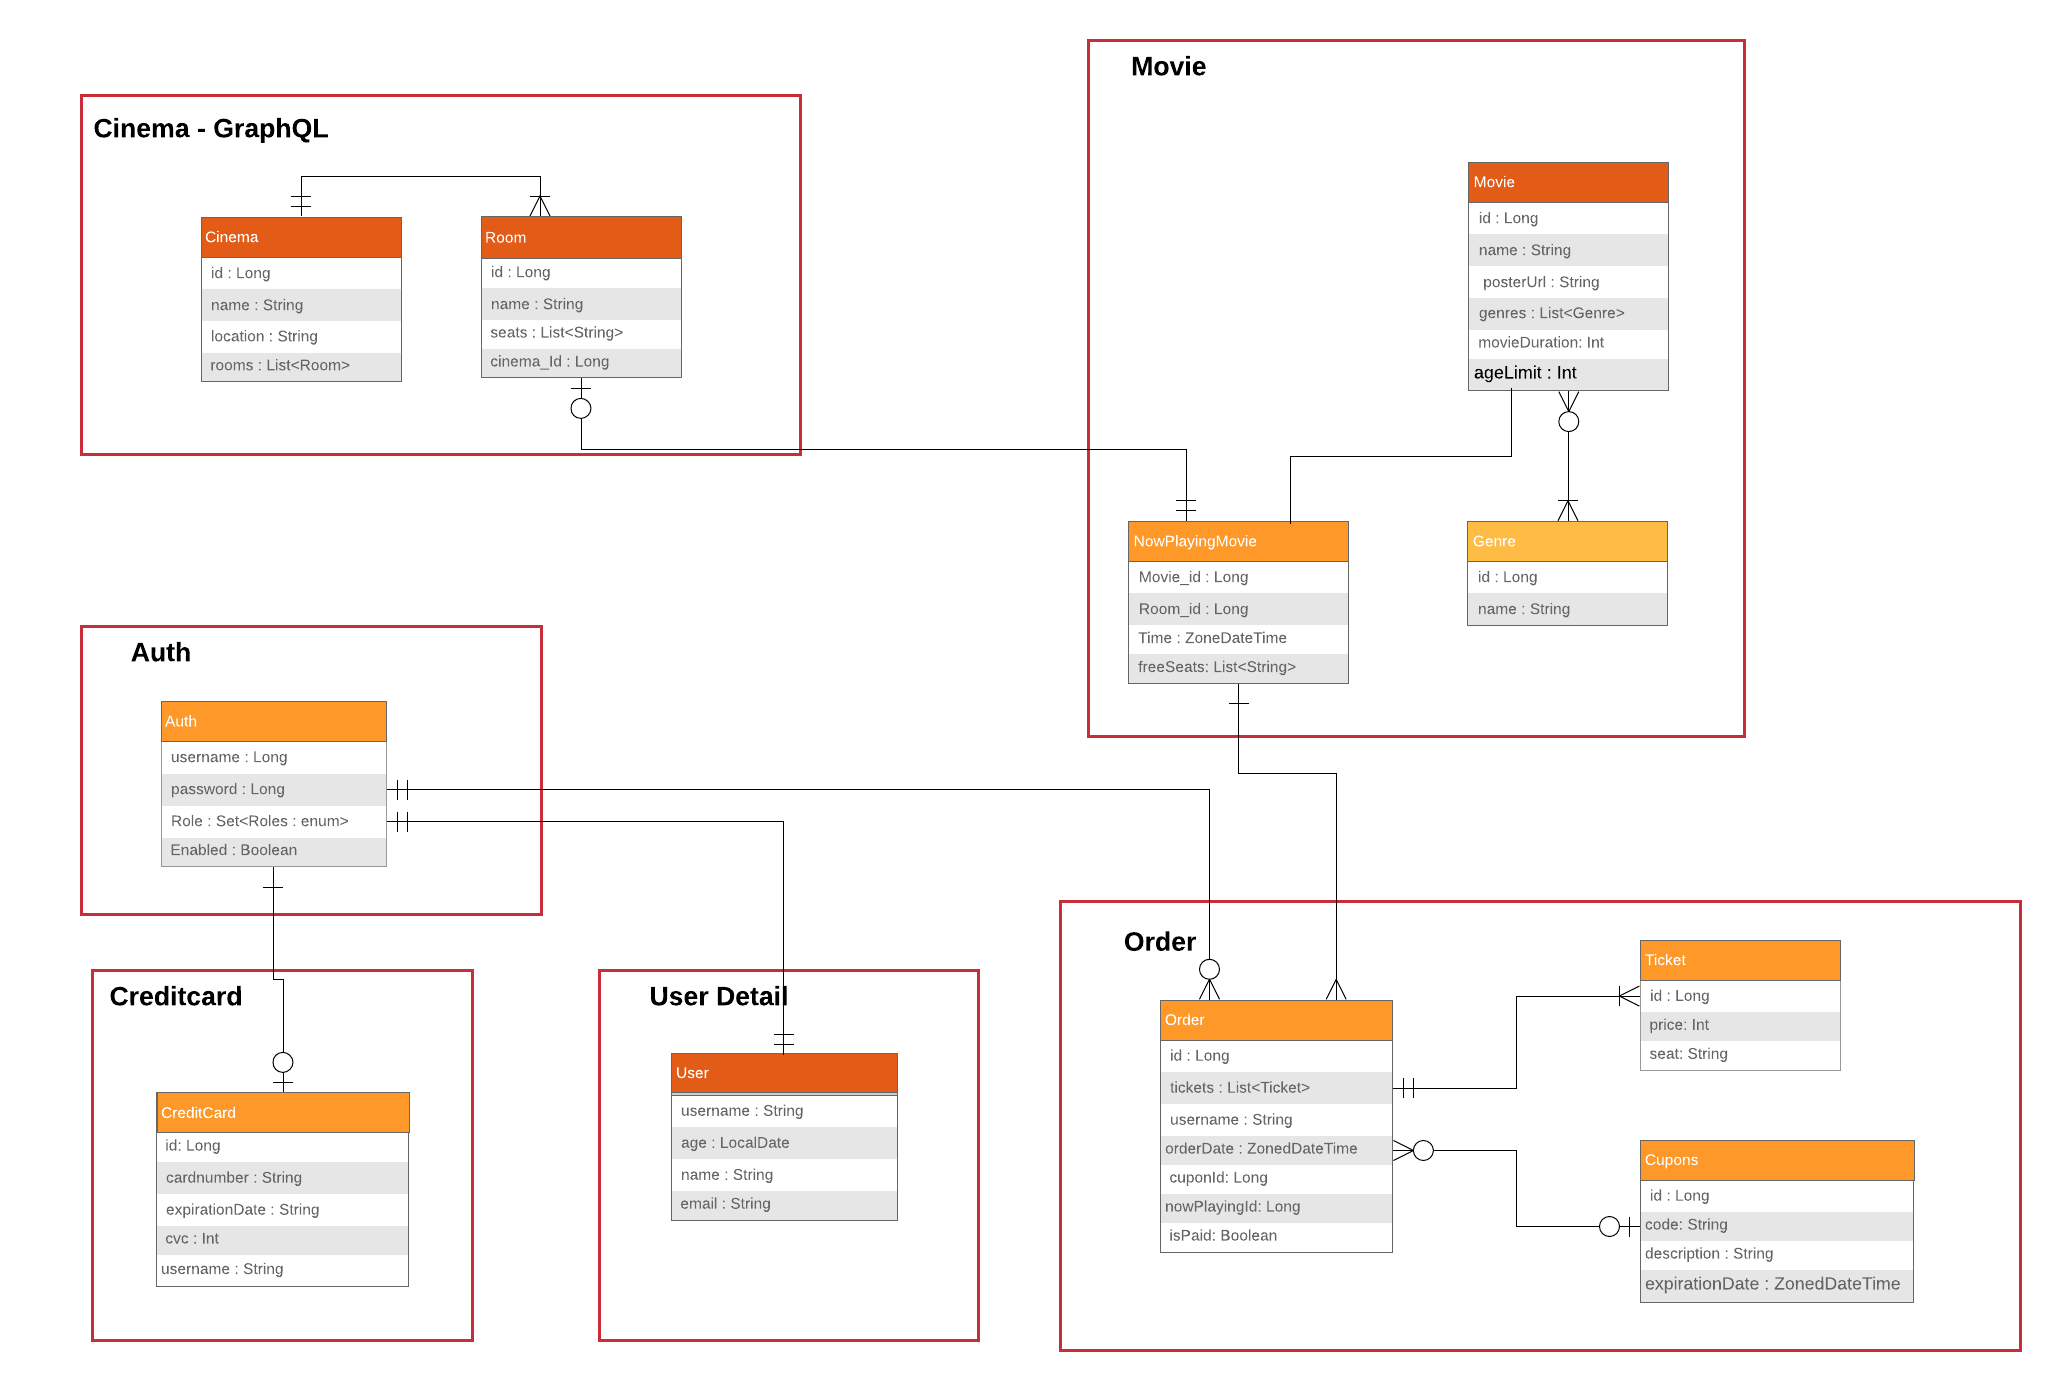 Cinema - GraphQL
Cinema
id : Long
name : String
location : String
rooms : List<Room>
Room
id : Long
name : String
seats : List<String>
cinema_Id : Long
Movie
Movie
id : Long
name : String
posterUrl : String
genres : List<Genre>
movieDuration: Int
ageLimit : Int
NowPlayingMovie
Movie_id : Long
Room_id : Long
Time : ZoneDateTime
freeSeats: List<String>
Genre
id : Long
name : String
Auth
Auth
username : Long
password : Long
Role : Set<Roles : enum>
Enabled : Boolean
Creditcard
CreditCard
id: Long
cardnumber : String
expirationDate : String
cvc : Int
username : String
User Detail
User
username : String
age : LocalDate
name : String
email : String
Order
Order
id : Long
tickets : List<Ticket>
username : String
orderDate : ZonedDateTime
cuponId: Long
nowPlayingId: Long
isPaid: Boolean
Ticket
id : Long
price: Int
seat: String
Cupons
id : Long
code: String
description : String
expirationDate : ZonedDateTime